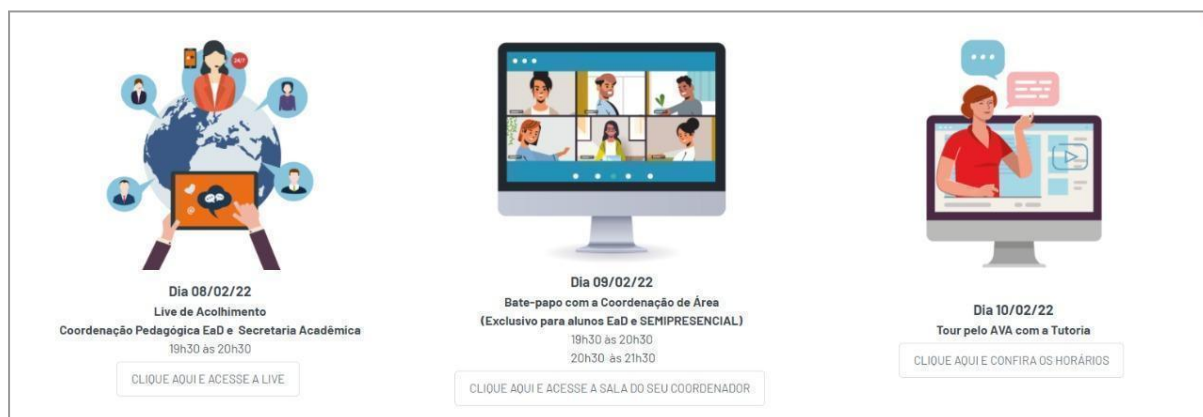 24/7
@
Dia 08/02/22
Live de Acolhimento
Coordenação Pedagógica EaD e Secretaria Acadêmica
19h30 às 20h30
CLIQUE AQUI E ACESSE A LIVE
Dia 09/02/22
Bate-papo com a Coordenação de Área
(Exclusivo para alunos EaD e SEMIPRESENCIAL)
19h30 às 20h30
20h30 às 21h30
CLIQUE AQUI E ACESSE A SALA DO SEU COORDENADOR
Dia 10/02/22
Tour pelo AVA com a Tutoria
CLIQUE AQUI E CONFIRA OS HORÁRIOS